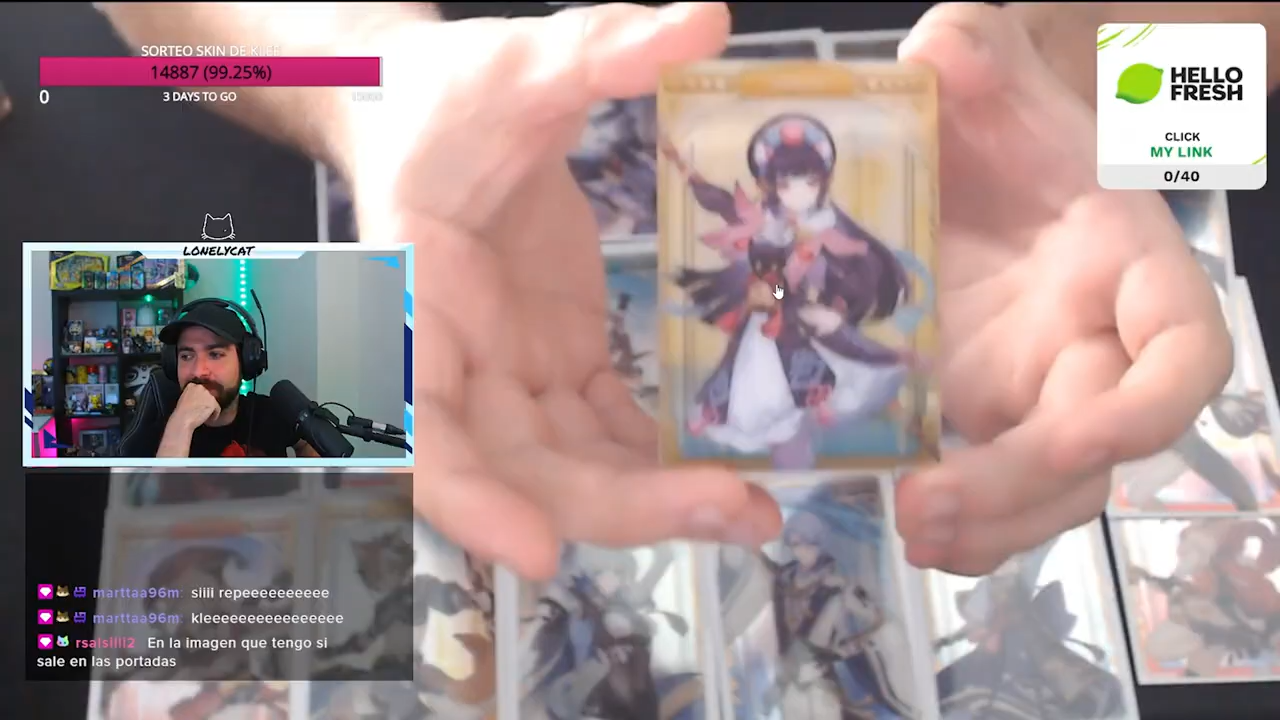 SORTEO SKIN DE KLEE
14887 (99.25%)
0
3 DAYS TO GO
HELLO
FRESH
CLICK
MY LINK
0/40
LONELYCAT
marttaa96m: siiii repeeeeeeeeee
marttaa96m: kleeeeeeeeeeeeeeee
rsalsillI2 En la imagen que tengo si
sale en las portadas